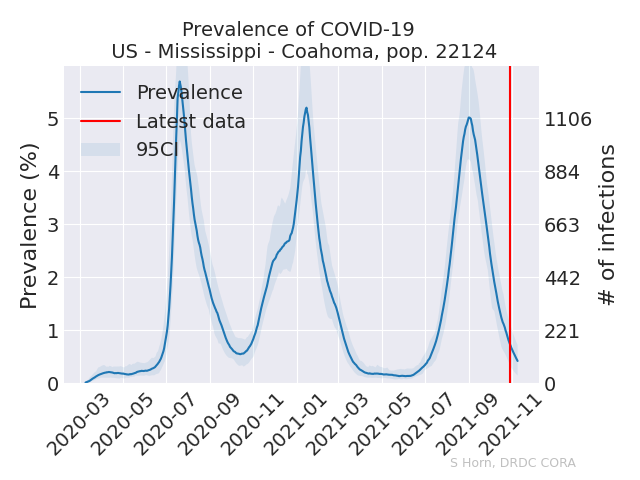 Prevalence of COVID-19
US - Mississippi - Coahoma, pop. 22124
Prevalence
Latest data
95CI
Prevalence (%)
5
4
3
2
1
0
1106
884
663
442
221
0
# of infections
2020-03
2020-05
2020-07
2020-09
2020-11
2021-01
2021-03
2021-05
2021-07
2021-09
2021-11
S Horn, DRDC CORA